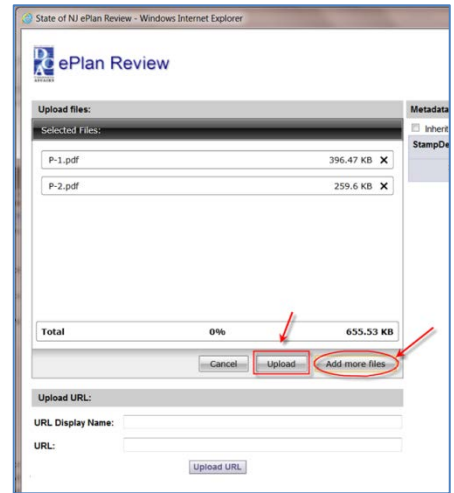 State of NJ ePlan Review - Windows Internet Explorer
ePlan Review
AFFAIRS
Upload files:
Metadata
Selected Files:
Inherit
StampDe
P-1.pdf 396.47 KB X
P-2.pdf 259.6 KB X
Total 0% 655.53 KB
Cancel Upload Add more files
Upload URL:
URL Display Name:
URL:
Upload URL